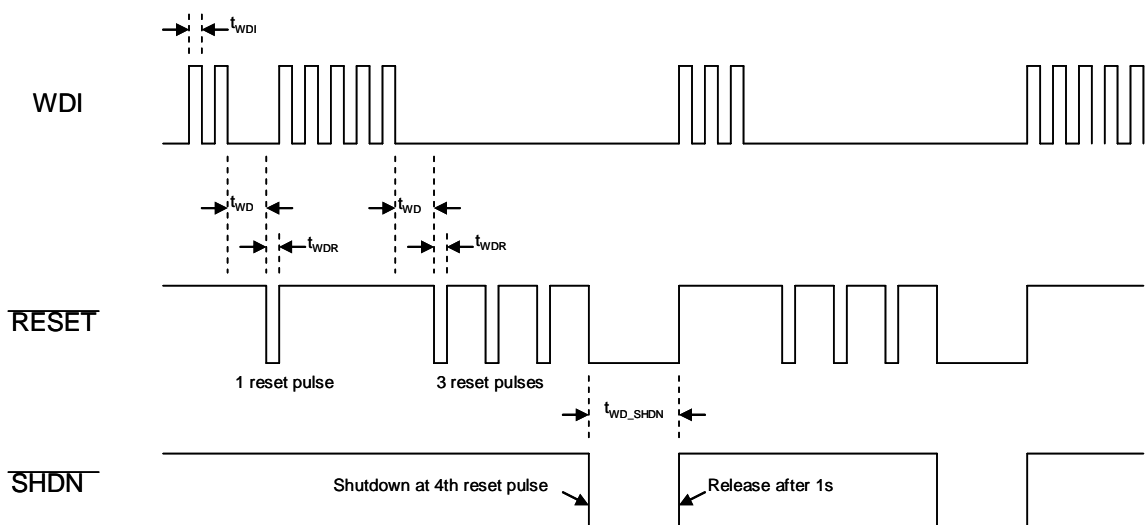 tWDI
WDI
tWD
tWD
tWDR
tWDR
RESET
1 reset pulse
3 reset pulses
tWD_SHDN
SHDN
Shutdown at 4th reset pulse
Release after 1s